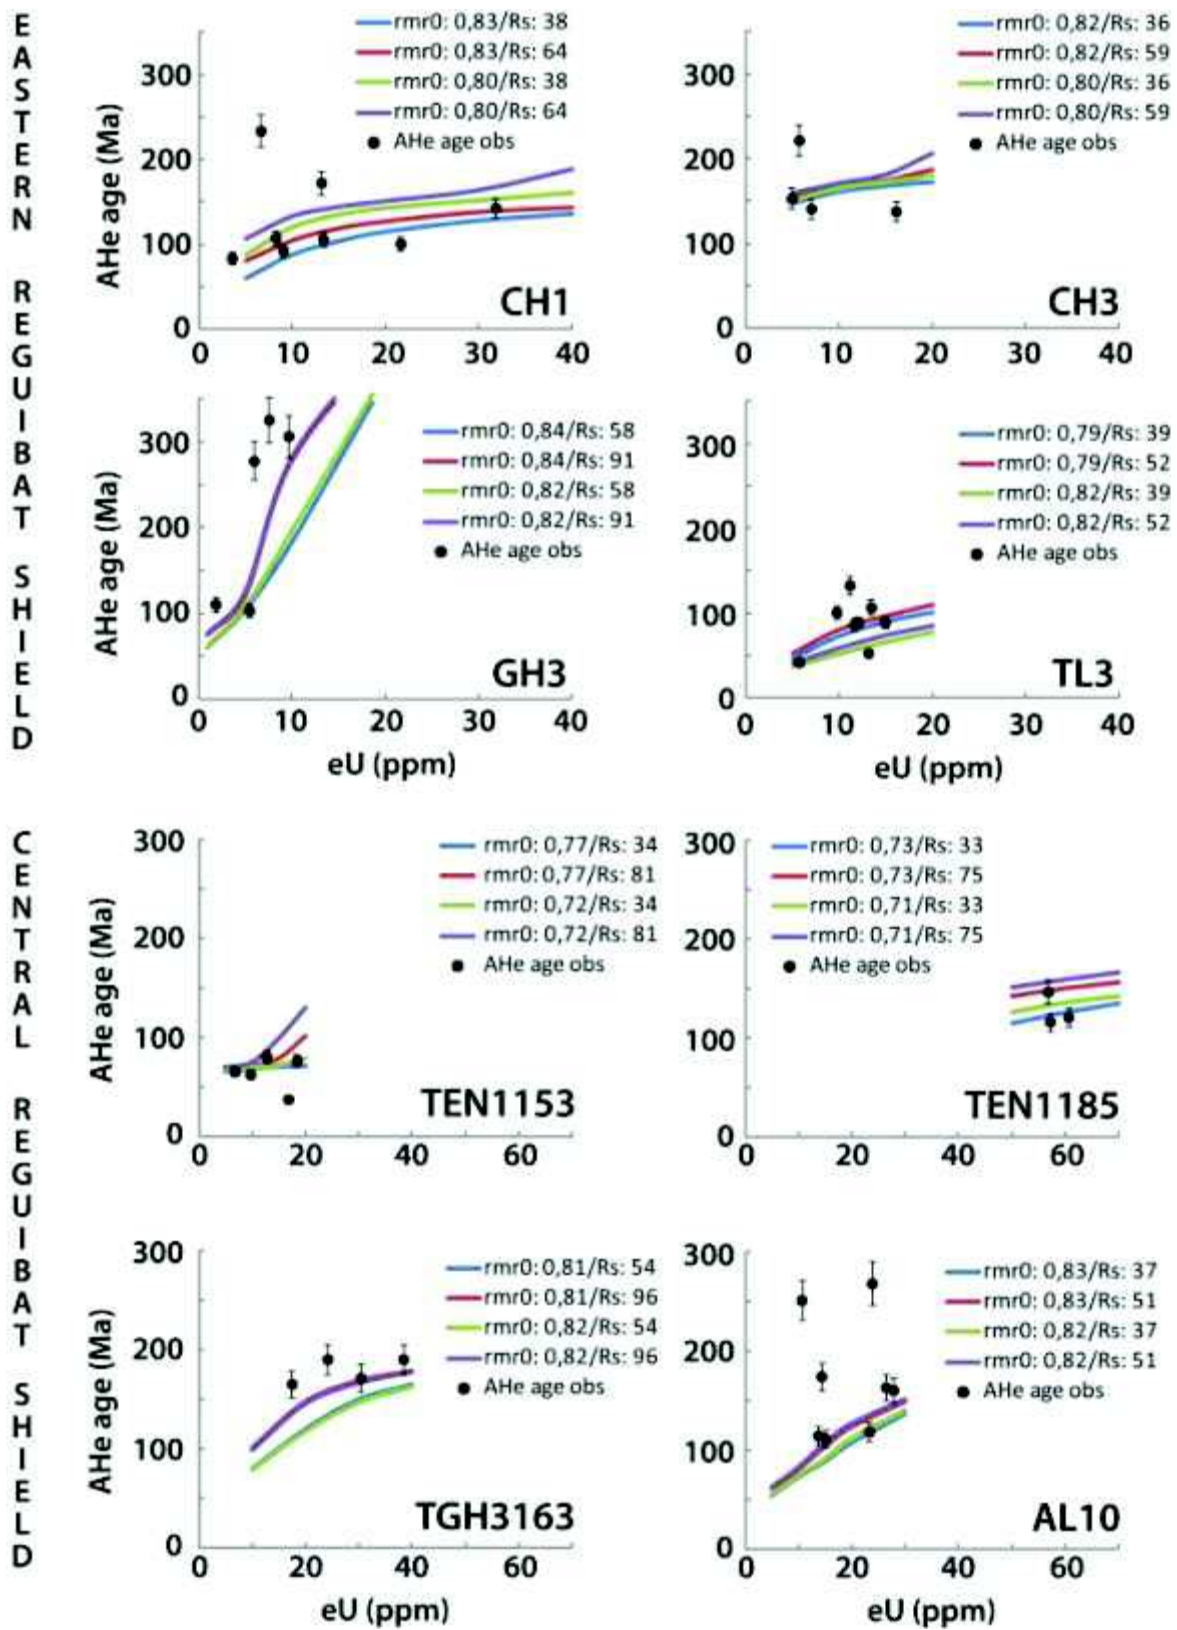 EASTERN REGUIBAT SHIELD
rmr0: 0,83/Rs: 38
rmr0: 0,83/Rs: 64
rmr0: 0,80/Rs: 38
rmr0: 0,80/Rs: 64
AHe age obs
300
200
100
0
AHe age (Ma)
CH1
0 10 20 30 40
rmr0: 0,82/Rs: 36
rmr0: 0,82/Rs: 59
rmr0: 0,80/Rs: 36
rmr0: 0,80/Rs: 59
AHe age obs
300
200
100
0
CH3
0 10 20 30 40
rmr0: 0,84/Rs: 58
rmr0: 0,84/Rs: 91
rmr0: 0,82/Rs: 58
rmr0: 0,82/Rs: 91
AHe age obs
300
200
100
0
AHe age (Ma)
GH3
0 10 20 30 40
eU (ppm)
rmr0: 0,79/Rs: 39
rmr0: 0,79/Rs: 52
rmr0: 0,82/Rs: 39
rmr0: 0,82/Rs: 52
AHe age obs
300
200
100
0
TL3
0 10 20 30 40
eU (ppm)
CENTRAL REGUIBAT SHIELD
rmr0: 0,77/Rs: 34
rmr0: 0,77/Rs: 81
rmr0: 0,72/Rs: 34
rmr0: 0,72/Rs: 81
AHe age obs
300
200
100
0
AHe age (Ma)
TEN1153
0 20 40 60
rmr0: 0,73/Rs: 33
rmr0: 0,73/Rs: 75
rmr0: 0,71/Rs: 33
rmr0: 0,71/Rs: 75
AHe age obs
300
200
100
0
TEN1185
0 20 40 60
rmr0: 0,81/Rs: 54
rmr0: 0,81/Rs: 96
rmr0: 0,82/Rs: 54
rmr0: 0,82/Rs: 96
AHe age obs
300
200
100
0
AHe age (Ma)
TGH3163
0 20 40 60
eU (ppm)
rmr0: 0,83/Rs: 37
rmr0: 0,83/Rs: 51
rmr0: 0,82/Rs: 37
rmr0: 0,82/Rs: 51
AHe age obs
300
200
100
0
AL10
0 20 40 60
eU (ppm)